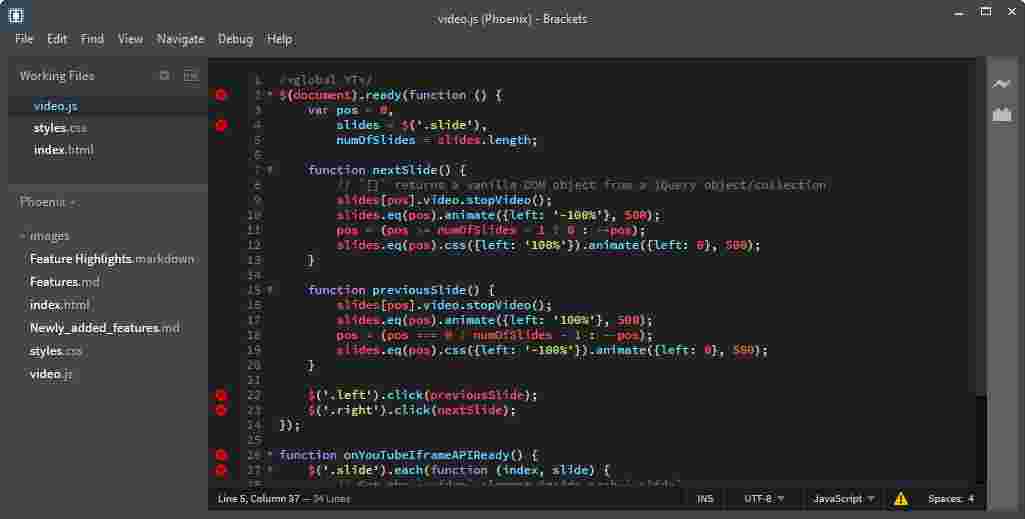 video.js (Phoenix) - Brackets
File Edit Find View Navigate Debug Help
Working Files
video.js
styles.css
index.html
Phoenix
images
Feature Highlights.markdown
Features.md
index.html
Newly_added_features.md
styles.css
video.js
1 /*global YT*/
2 $(document).ready(function () {
3 var pos = 0,
4 slides = $('.slide'),
5 numOfSlides = slides.length;
6
7 function nextSlide() {
8 // `[]` returns a vanilla DOM object from a jQuery object/collection
9 slides[pos].video.stopVideo();
10 slides.eq(pos).animate({left: '-100%'}, 500);
11 pos = (pos >= numOfSlides - 1 ? 0 : --pos);
12 slides.eq(pos).css({left: '100%'}).animate({left: 0}, 500);
13 }
14
15 function previousSlide() {
16 slides[pos].video.stopVideo();
17 slides.eq(pos).animate({left: '100%'}, 500);
18 pos = (pos === 0 ? numOfSlides - 1 : --pos);
19 slides.eq(pos).css({left: '-100%'}).animate({left: 0}, 500);
20 }
21
22 $('.left').click(previousSlide);
23 $('.right').click(nextSlide);
24 });
25
26 function onYouTubeIframeAPIReady() {
27 $('.slide').each(function (index, slide) {
Line 5, Column 37 — 34 Lines
INS UTF-8 JavaScript Spaces: 4